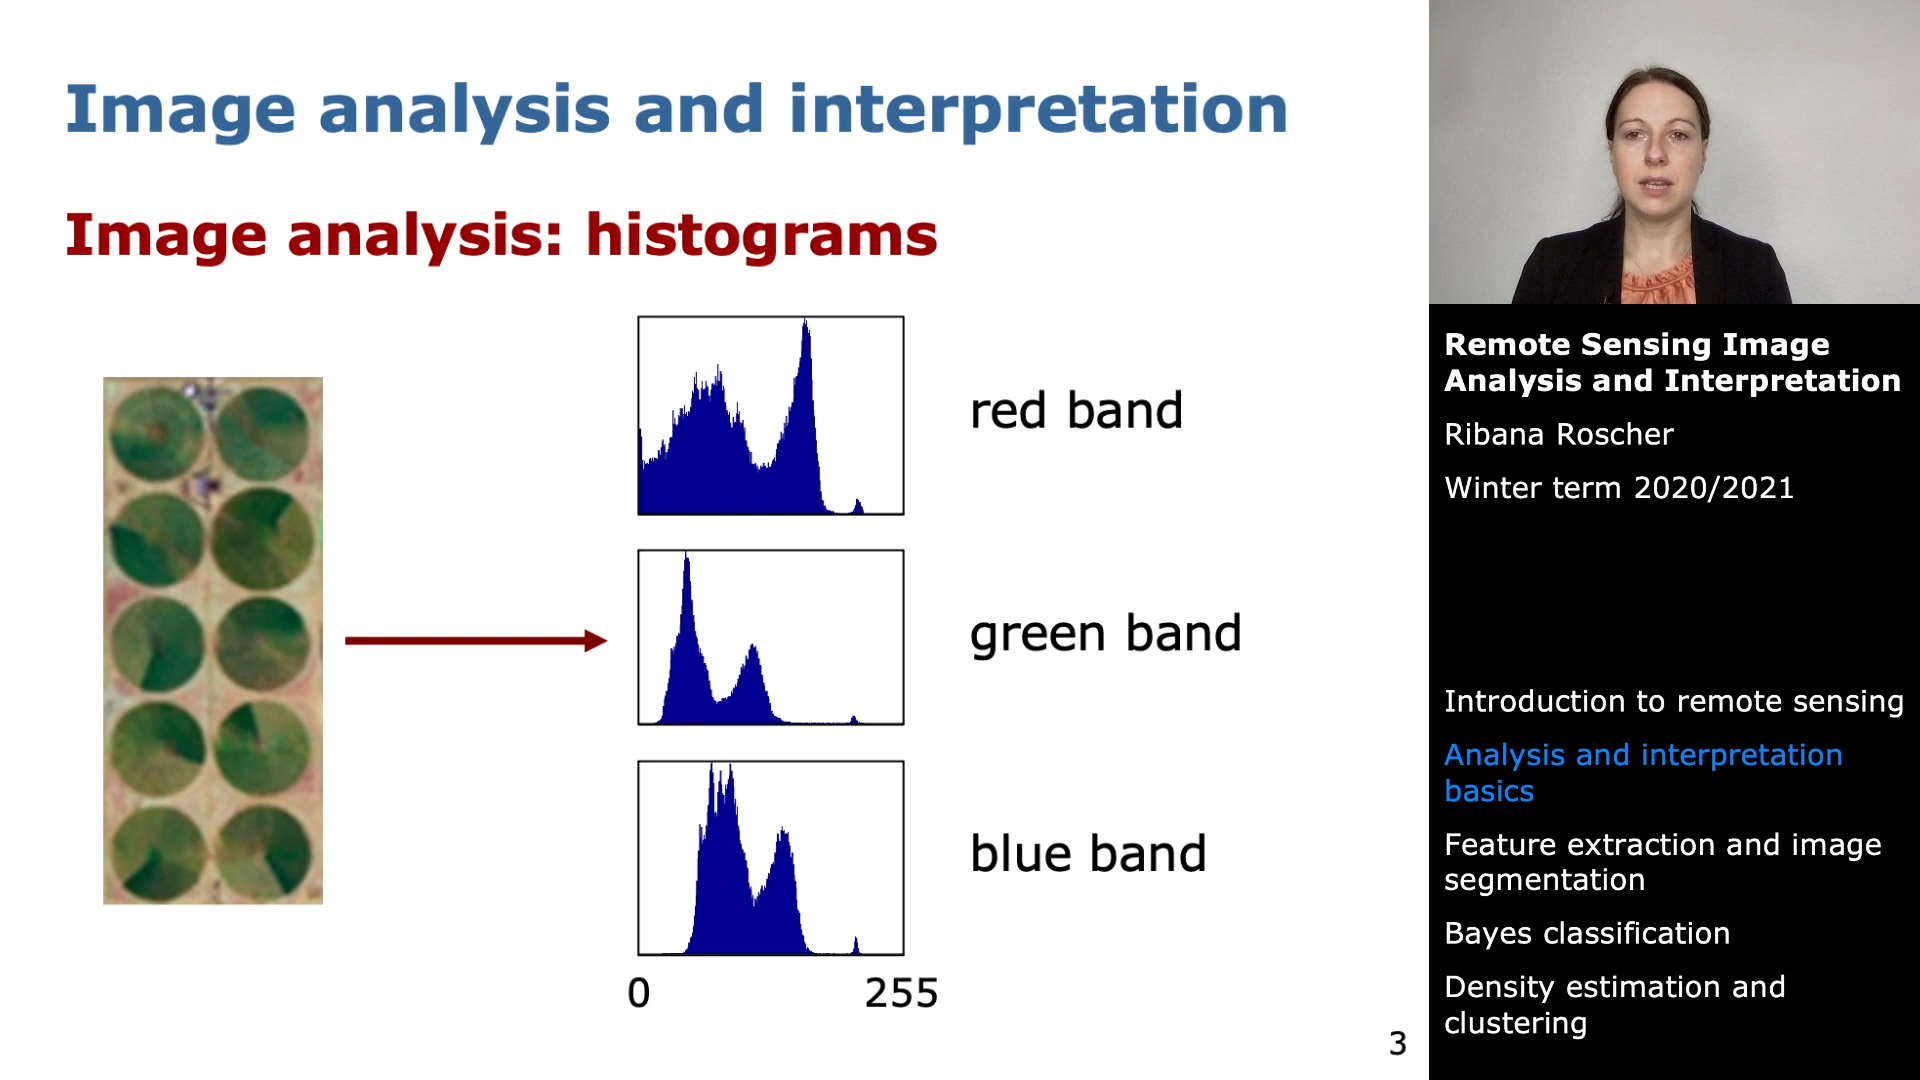 Image analysis and interpretation
Image analysis: histograms
red band
green band
blue band
0 255
3
Remote Sensing Image
Analysis and Interpretation
Ribana Roscher
Winter term 2020/2021
Introduction to remote sensing
Analysis and interpretation
basics
Feature extraction and image
segmentation
Bayes classification
Density estimation and
clustering